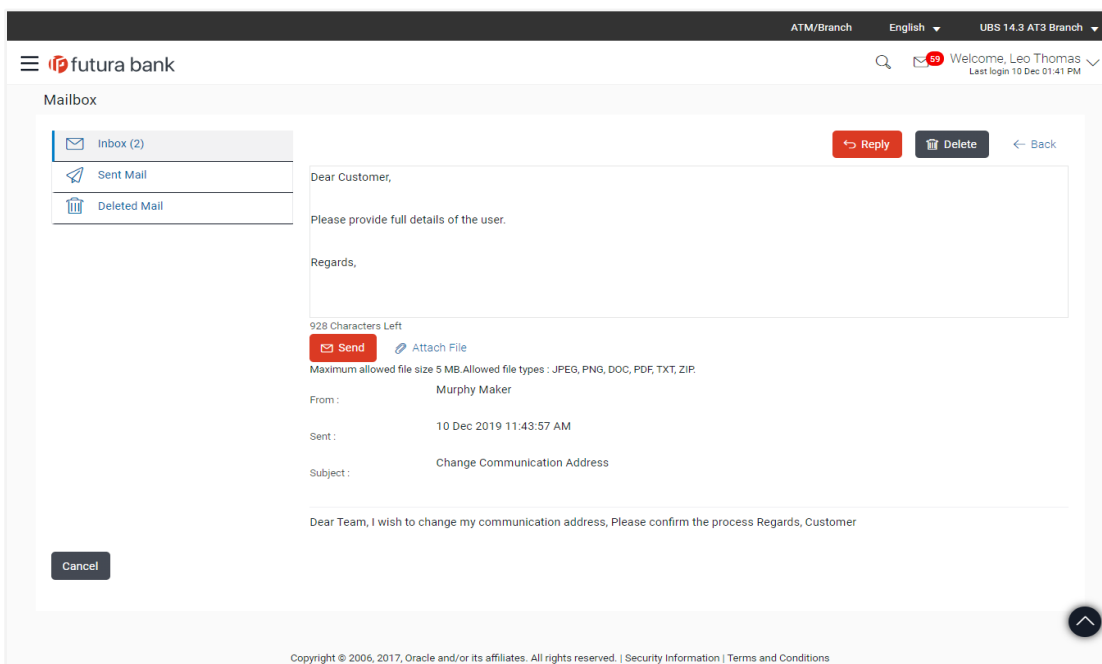 ATM/Branch English UBS 14.3 AT3 Branch
futura bank
59 Welcome, Leo Thomas
Last login 10 Dec 01:41 PM
Mailbox
Inbox (2)
Reply Delete Back
Sent Mail
Deleted Mail
Dear Customer,
Please provide full details of the user.
Regards,
928 Characters Left
Send Attach File
Maximum allowed file size 5 MB.Allowed file types : JPEG, PNG, DOC, PDF, TXT, ZIP.
From : Murphy Maker
Sent : 10 Dec 2019 11:43:57 AM
Subject : Change Communication Address
Dear Team, I wish to change my communication address, Please confirm the process Regards, Customer
Cancel
Copyright © 2006, 2017, Oracle and/or its affiliates. All rights reserved. | Security Information | Terms and Conditions